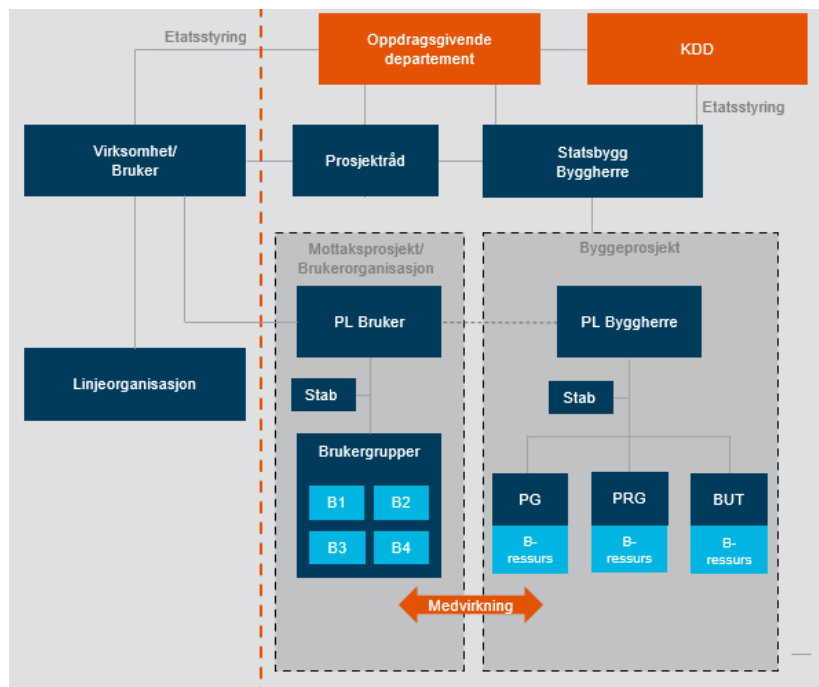 Etatsstyring
Oppdragsgivende
departement
KDD
Etatsstyring
Virksomhet/
Bruker
Prosjektråd
Statsbygg
Byggherre
Mottaksprosjekt/
Brukerorganisasjon
Byggeprosjekt
PL Bruker
PL Byggherre
Linjeorganisasjon
Stab
Stab
Brukergrupper
B1
B2
B3
B4
PG
PRG
BUT
B-
ressurs
B-
ressurs
B-
ressurs
Medvirkning